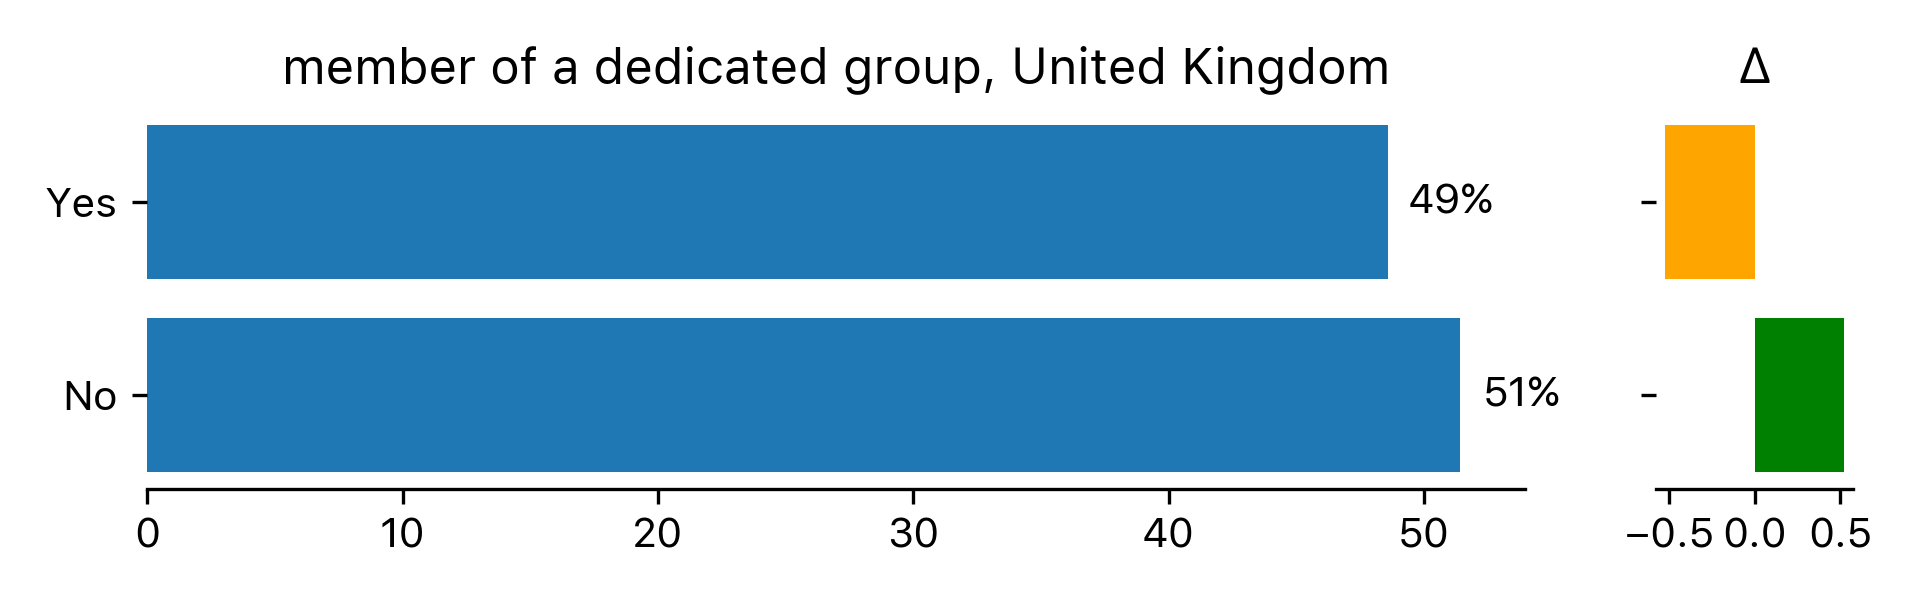 member of a dedicated group, United Kingdom
Δ
Yes
49%
No
51%
0 10 20 30 40 50
−0.5 0.0 0.5